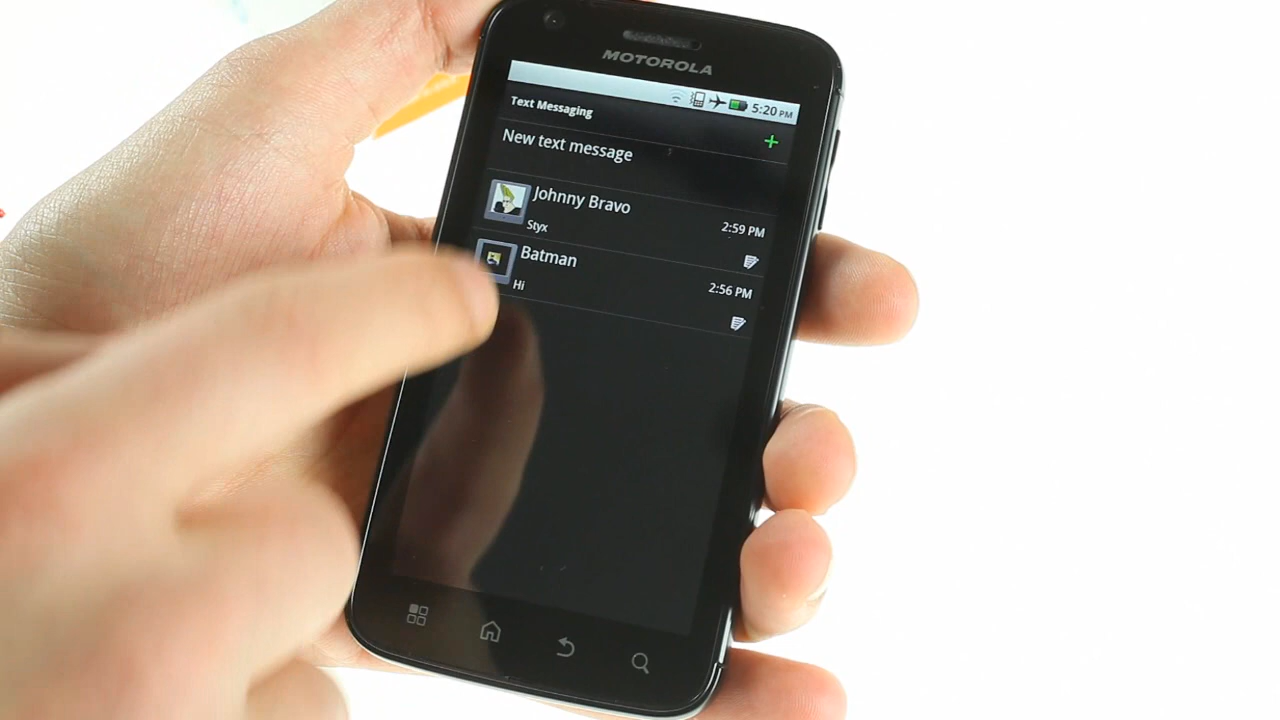 MOTOROLA
5:20 PM
Text Messaging
New text message
Johnny Bravo
Styx
2:59 PM
Batman
Hi
2:56 PM